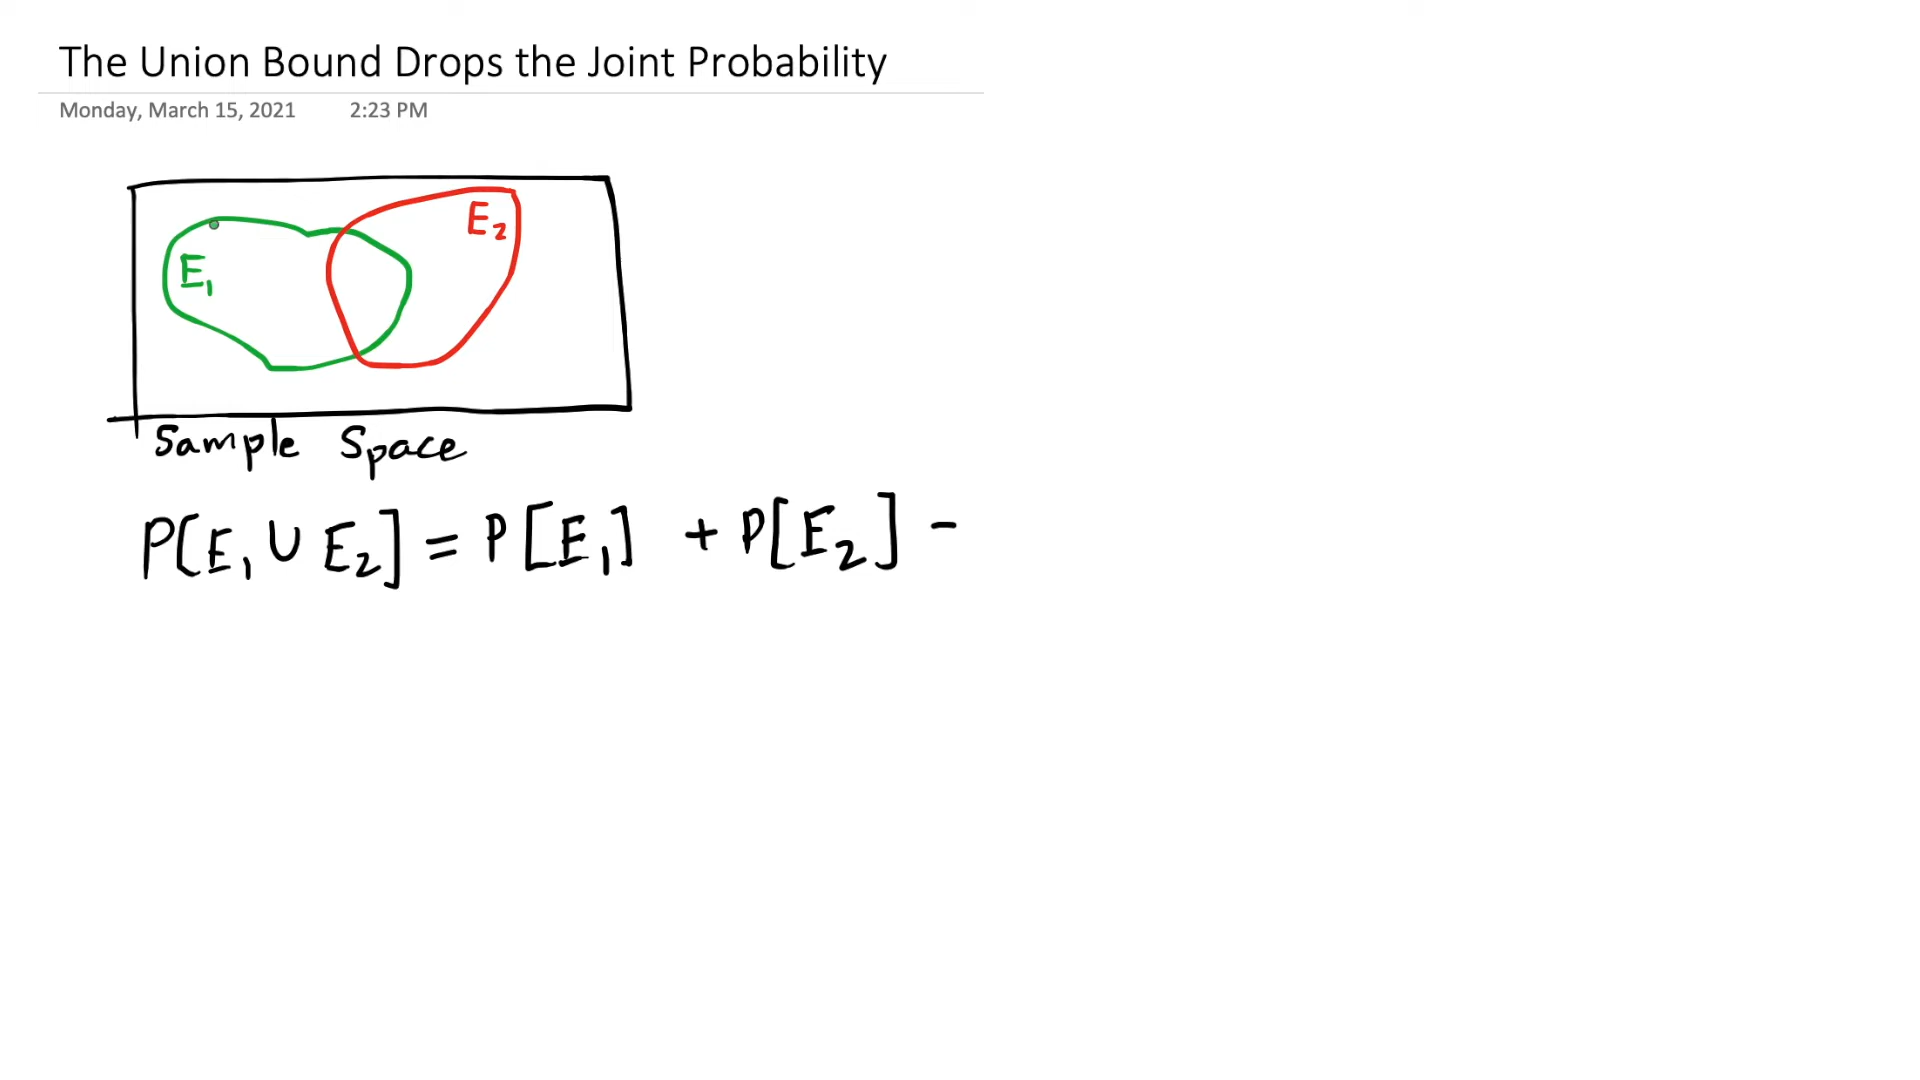 The Union Bound Drops the Joint Probability
Monday, March 15, 2021 2:23 PM
E₂
E₁
Sample Space
P[E₁ ∪ E₂] = P[E₁] + P[E₂] -